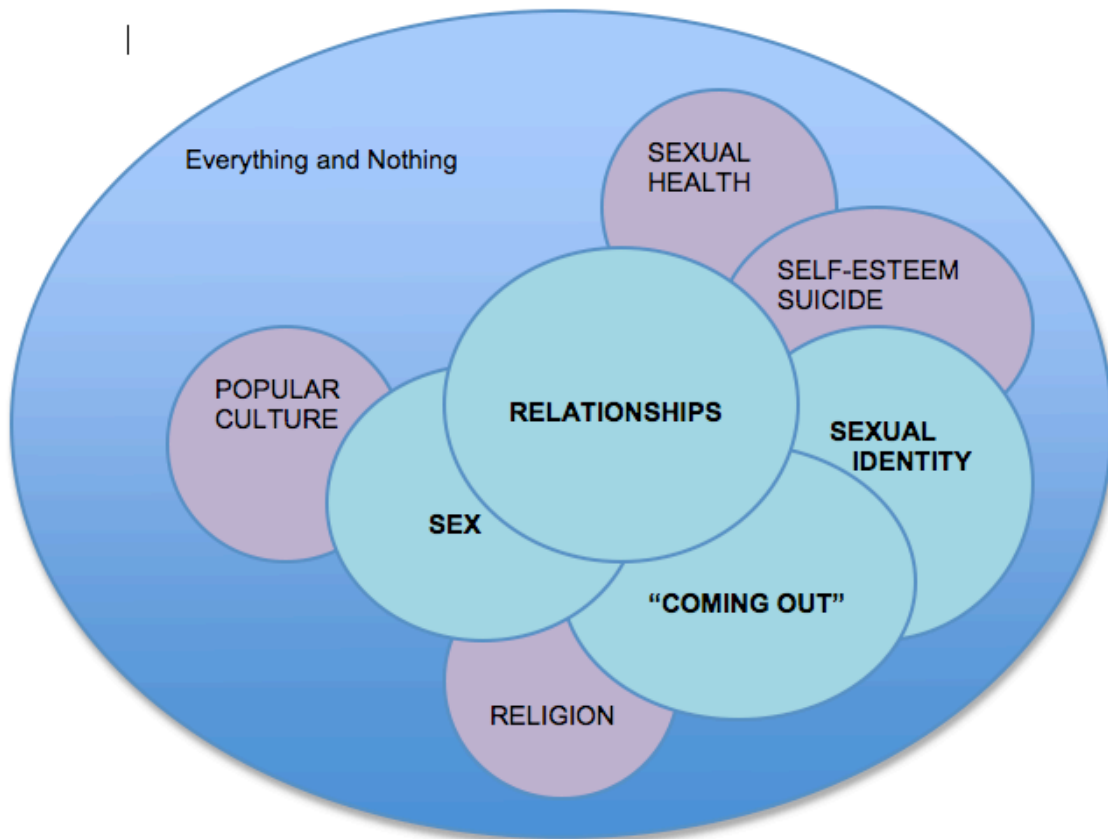 Everything and Nothing
SEXUAL
HEALTH
SELF-ESTEEM
SUICIDE
POPULAR
CULTURE
RELATIONSHIPS
SEXUAL
IDENTITY
SEX
“COMING OUT”
RELIGION